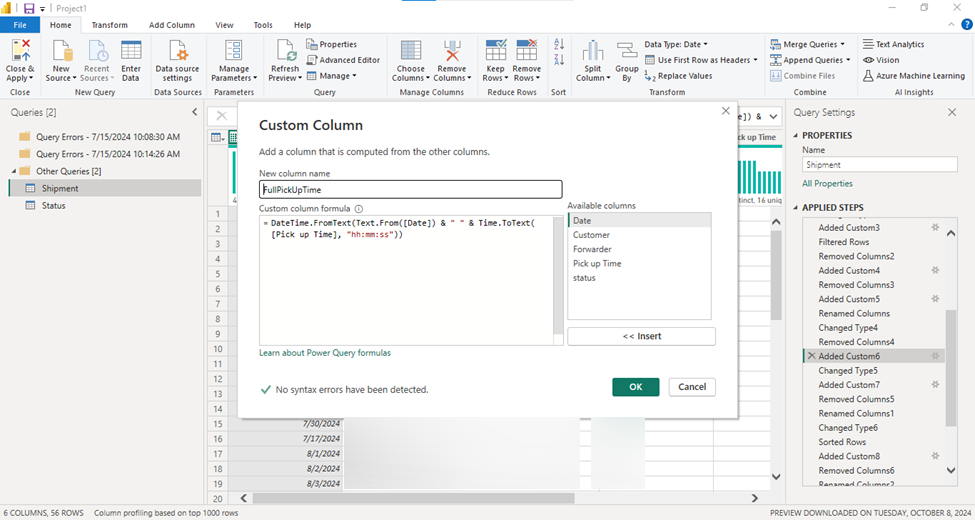 Project1
File Home Transform Add Column View Tools Help
Close & Apply
New Source
Recent Sources
Enter Data
Data source settings
Manage Parameters
Refresh Preview
Properties
Advanced Editor
Manage
Choose Columns
Remove Columns
Keep Rows
Remove Rows
Split Column
Group By
Data Type: Date
Use First Row as Headers
Replace Values
Merge Queries
Append Queries
Combine Files
Text Analytics
Vision
Azure Machine Learning
Close New Query Data Sources Parameters Query Manage Columns Reduce Rows Sort Transform Combine AI Insights
Queries [2]
Query Errors - 7/15/2024 10:08:30 AM
Query Errors - 7/15/2024 10:14:26 AM
Other Queries [2]
Shipment
Status
Custom Column
Add a column that is computed from the other columns.
New column name
FullPickUpTime
Custom column formula
= DateTime.FromText(Text.From([Date]) & " " & Time.ToText(
[Pick up Time], "hh:mm:ss"))
Available columns
Date
Customer
Forwarder
Pick up Time
status
<< Insert
Learn about Power Query formulas
No syntax errors have been detected.
OK Cancel
]) &
ck up Time
tinct, 16 uniq
1
2
3
4
5
6
7
8
9
10
11
12
13
14
15 7/30/2024
16 7/17/2024
17 8/1/2024
18 8/2/2024
19 8/3/2024
20
Query Settings
PROPERTIES
Name
Shipment
All Properties
APPLIED STEPS
Added Custom3
Filtered Rows
Removed Columns2
Added Custom4
Removed Columns3
Added Custom5
Renamed Columns
Changed Type4
Removed Columns4
Added Custom6
Changed Type5
Added Custom7
Removed Columns5
Renamed Columns1
Changed Type6
Sorted Rows
Added Custom8
Removed Columns6
Renamed Columns2
6 COLUMNS, 56 ROWS Column profiling based on top 1000 rows
PREVIEW DOWNLOADED ON TUESDAY, OCTOBER 8, 2024